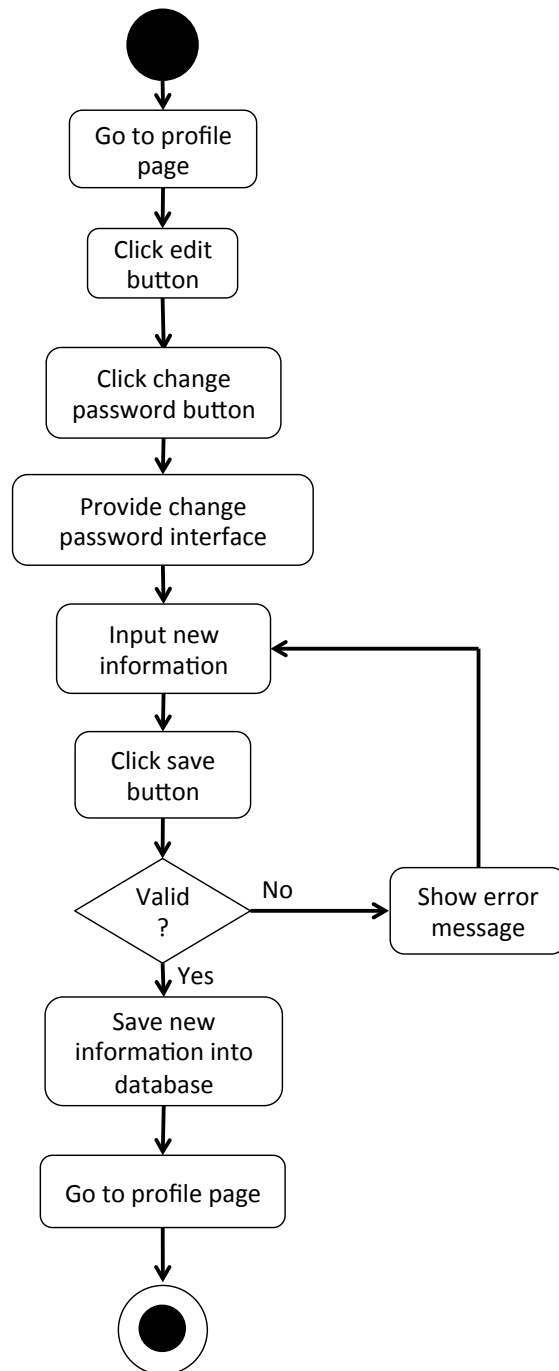 Go to profile
page
Click edit
button
Click change
password button
Provide change
password interface
Input new
information
Click save
button
Valid
?
No
Show error
message
Yes
Save new
information into
database
Go to profile page